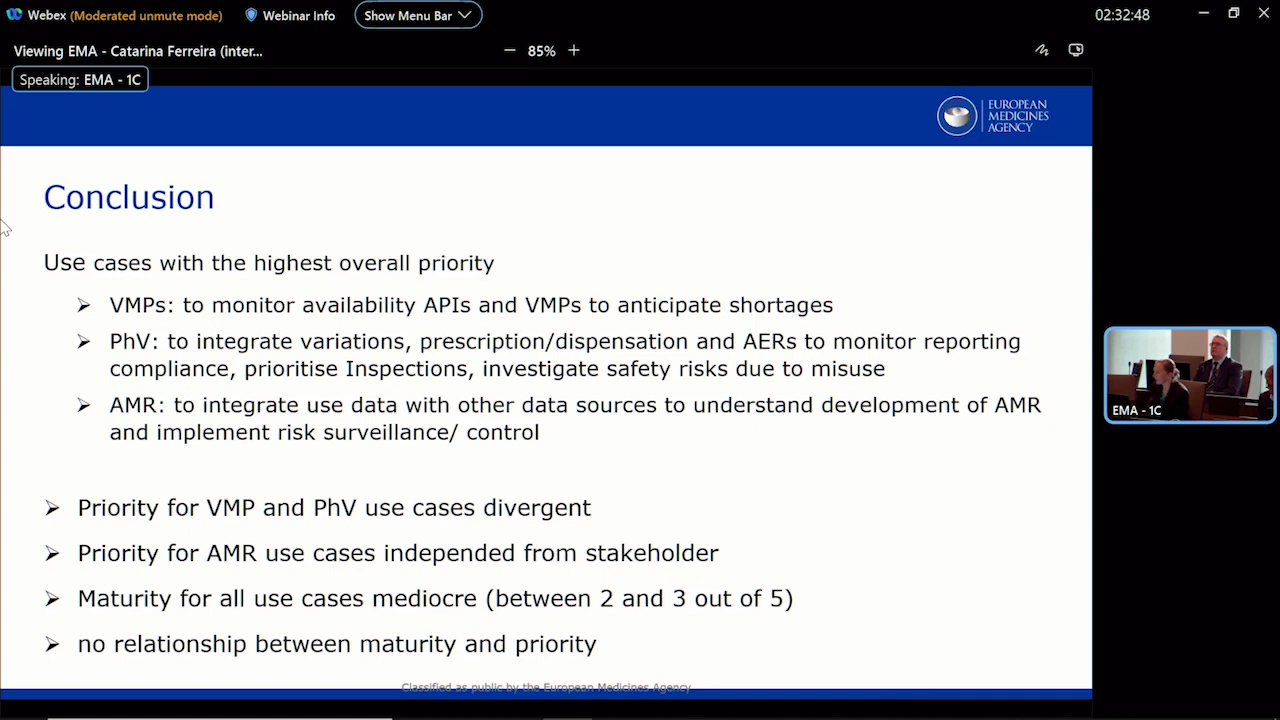 Webex (Moderated unmute mode) Webinar Info Show Menu Bar 02:32:48
Viewing EMA - Catarina Ferreira (inter... 85%
Speaking: EMA - 1C
EUROPEAN
MEDICINES
AGENCY
Conclusion
Use cases with the highest overall priority
VMPs: to monitor availability APIs and VMPs to anticipate shortages
PhV: to integrate variations, prescription/dispensation and AERs to monitor reporting
compliance, prioritise Inspections, investigate safety risks due to misuse
AMR: to integrate use data with other data sources to understand development of AMR
and implement risk surveillance/ control
EMA - 1C
Priority for VMP and PhV use cases divergent
Priority for AMR use cases independed from stakeholder
Maturity for all use cases mediocre (between 2 and 3 out of 5)
no relationship between maturity and priority
Classified as public by the European Medicines Agency